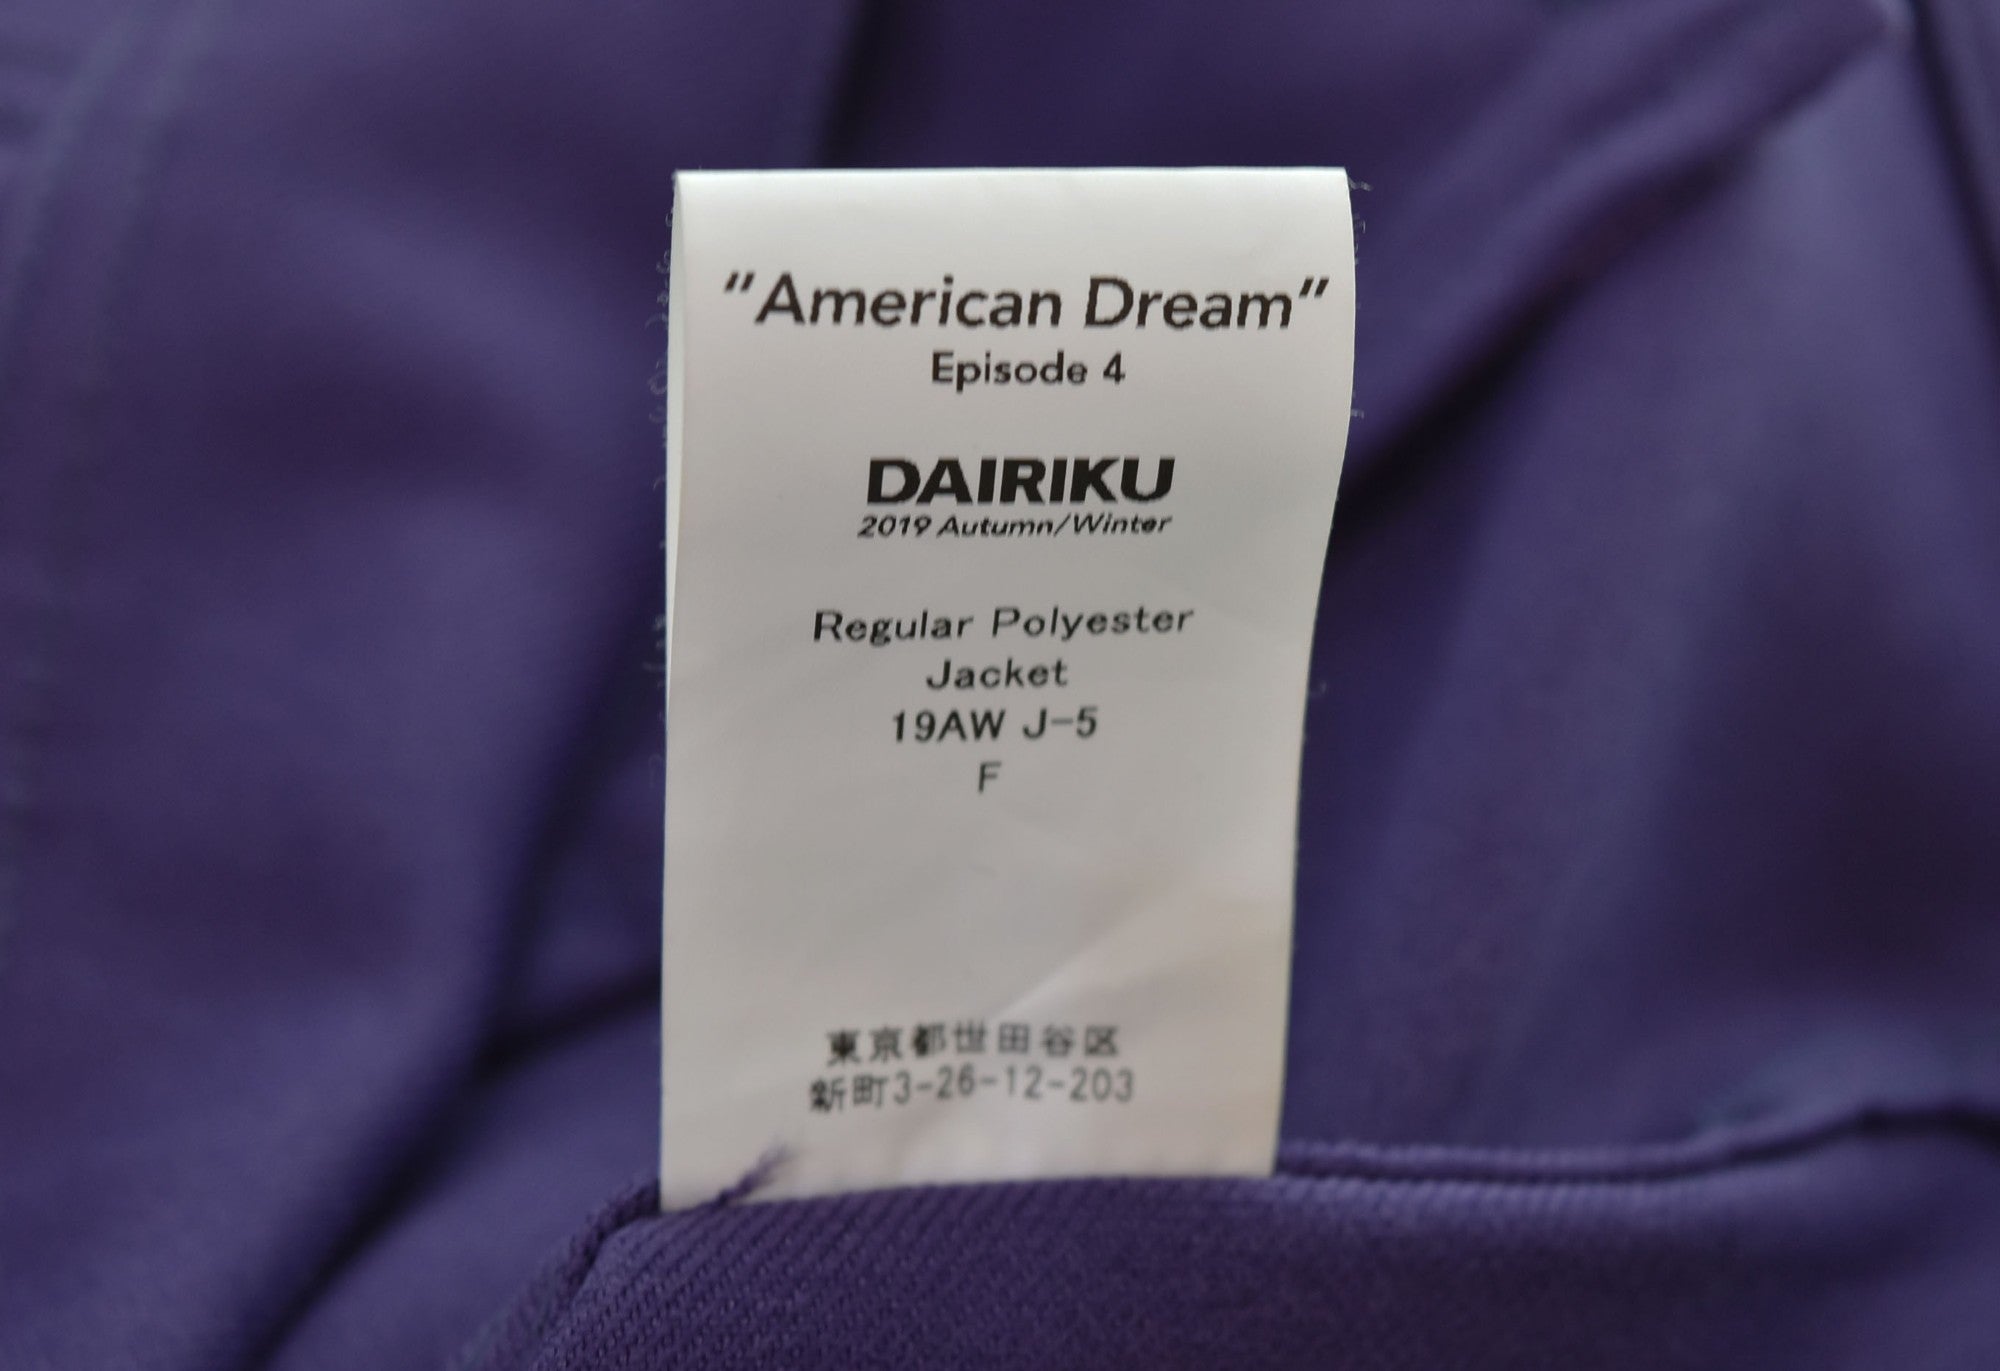 "American Dream"
Episode 4
DAIRIKU
2019 Autumn/Winter
Regular Polyester
Jacket
19AW J-5
F
東京都世田谷区
新町3-26-12-203